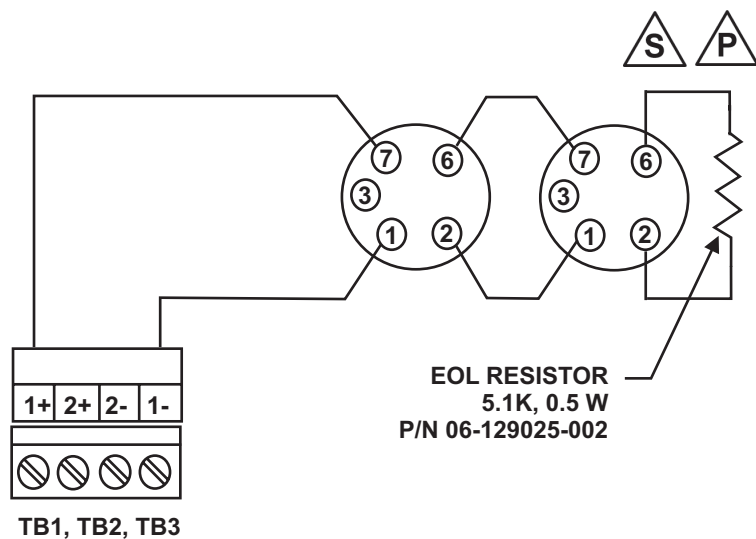 S P
7 6 7 6
3 3
1 2 1 2
EOL RESISTOR
5.1K, 0.5 W
P/N 06-129025-002
1+ 2+ 2- 1-
TB1, TB2, TB3